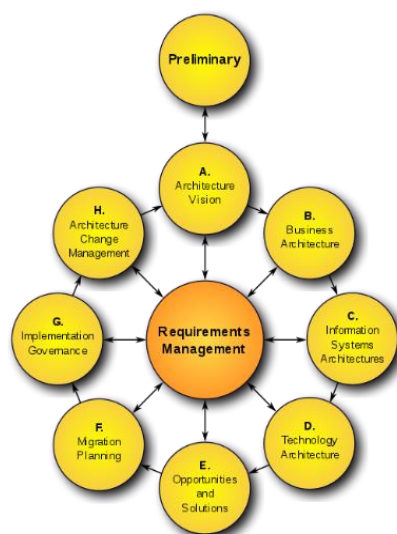 Preliminary
A.
Architecture
Vision
H.
Architecture
Change
Management
B.
Business
Architecture
G.
Implementation
Governance
Requirements
Management
C.
Information
Systems
Architectures
F.
Migration
Planning
D.
Technology
Architecture
E.
Opportunities
and
Solutions